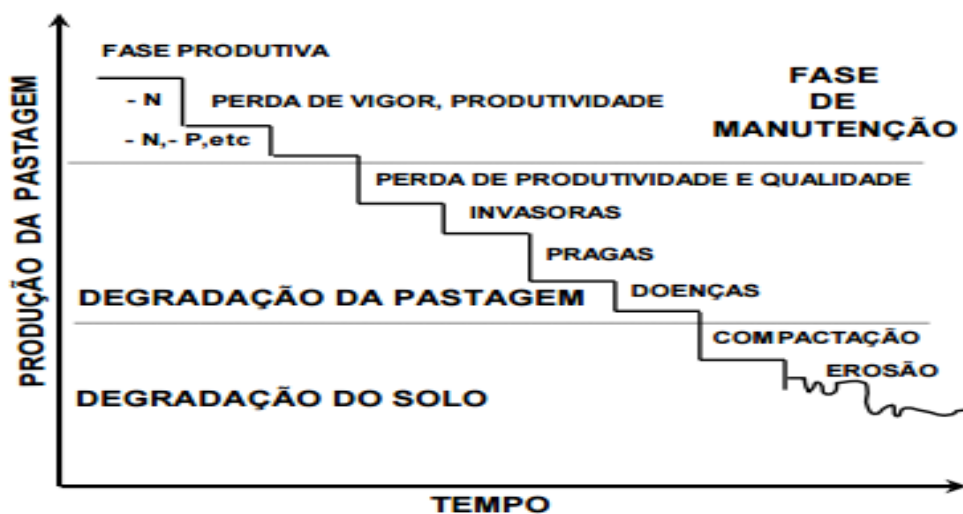 PRODUÇÃO DA PASTAGEM
FASE PRODUTIVA
- N
PERDA DE VIGOR, PRODUTIVIDADE
- N,- P,etc
FASE
DE
MANUTENÇÃO
PERDA DE PRODUTIVIDADE E QUALIDADE
INVASORAS
PRAGAS
DEGRADAÇÃO DA PASTAGEM
DOENÇAS
COMPACTAÇÃO
EROSÃO
DEGRADAÇÃO DO SOLO
TEMPO